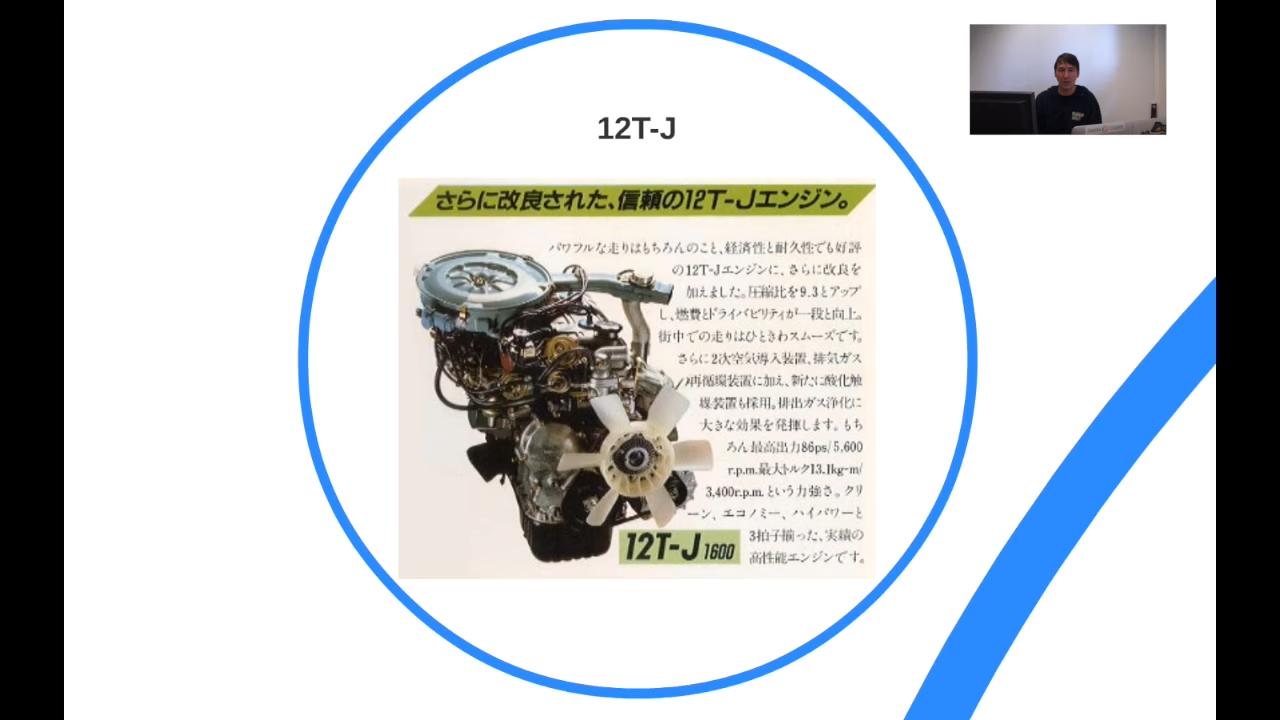 12T-J
さらに改良された、信頼の12T-Jエンジン。
パワフルな走りはもちろんのこと、経済性と耐久性でも好評
の12T-Jエンジンに、さらに改良を
加えました。圧縮比を9.3とアップ
し、燃費とドライバビリティが一段と向上。
街中での走りはひときわスムーズです。
さらに2次空気導入装置、排気ガス
再循環装置に加え、新たに酸化触
媒装置も採用。排出ガス浄化に
大きな効果を発揮します。もち
ろん最高出力86ps/5,600
r.p.m.最大トルク13.1kg-m/
3,400r.p.m.という力強さ。クリ
ーン、エコノミー、ハイパワーと
3拍子揃った、実績の
高性能エンジンです。
12T-J 1600